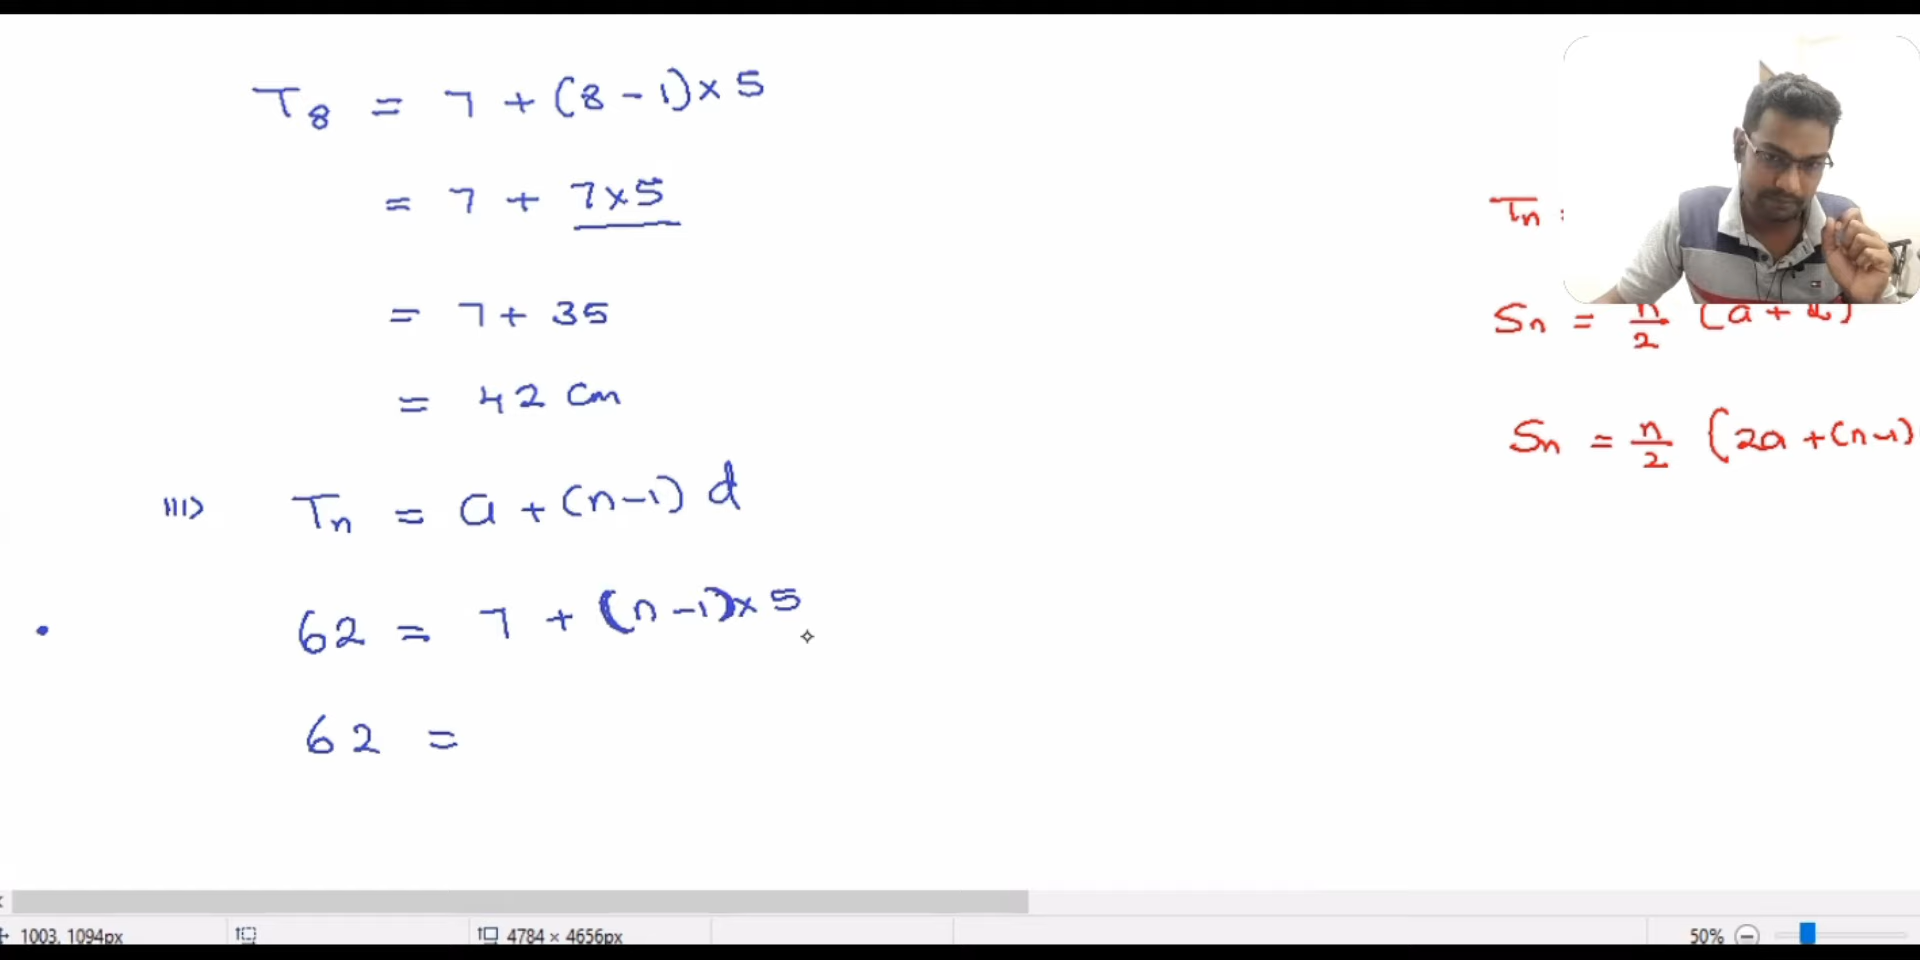 T₈ = 7 + (8 - 1) × 5
= 7 + 7×5
= 7 + 35
= 42 cm
iii) Tn = a + (n-1) d
62 = 7 + (n-1) × 5
62 =
Tn =
Sn = n/2 (a + l)
Sn = n/2 (2a + (n-1)
1003, 1094px
4784 × 4656px
50%